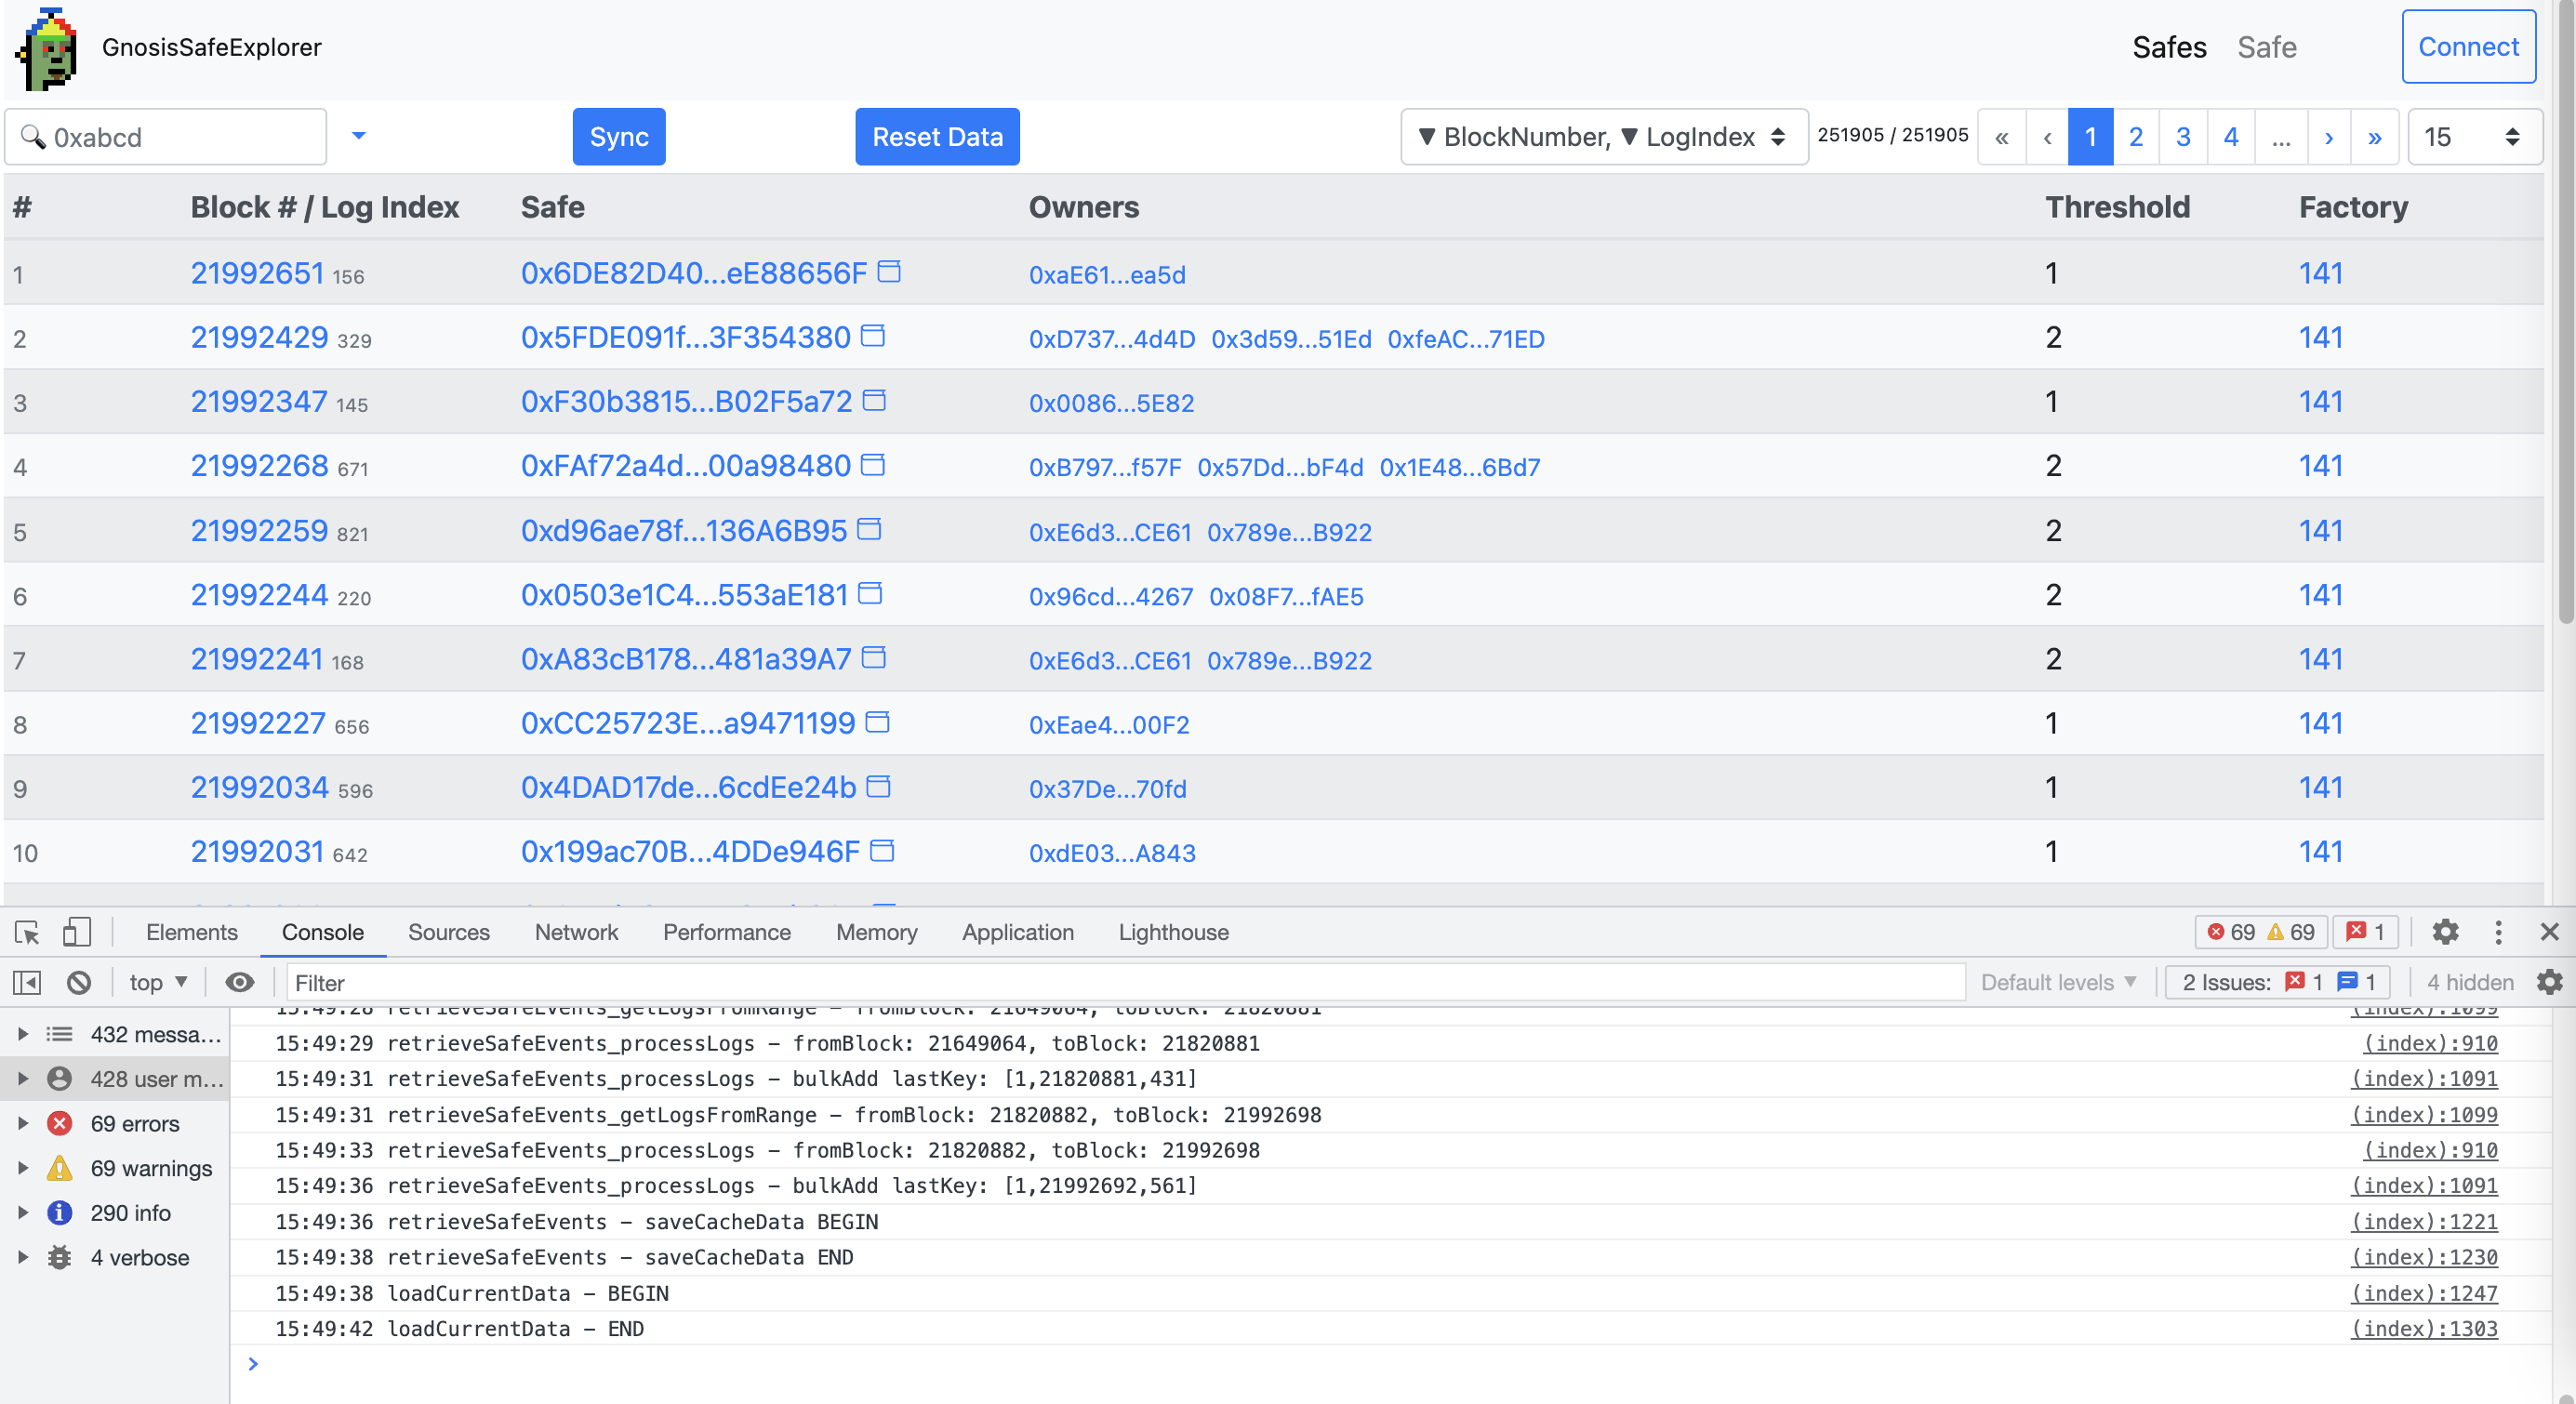 GnosisSafeExplorer Safes Safe Connect
🔍 0xabcd Sync Reset Data ▼ BlockNumber, ▼ LogIndex 251905 / 251905 « ‹ 1 2 3 4 ... › » 15
# Block # / Log Index Safe Owners Threshold Factory
1 21992651 156 0x6DE82D40...eE88656F 0xaE61...ea5d 1 141
2 21992429 329 0x5FDE091f...3F354380 0xD737...4d4D 0x3d59...51Ed 0xfeAC...71ED 2 141
3 21992347 145 0xF30b3815...B02F5a72 0x0086...5E82 1 141
4 21992268 671 0xFAf72a4d...00a98480 0xB797...f57F 0x57Dd...bF4d 0x1E48...6Bd7 2 141
5 21992259 821 0xd96ae78f...136A6B95 0xE6d3...CE61 0x789e...B922 2 141
6 21992244 220 0x0503e1C4...553aE181 0x96cd...4267 0x08F7...fAE5 2 141
7 21992241 168 0xA83cB178...481a39A7 0xE6d3...CE61 0x789e...B922 2 141
8 21992227 656 0xCC25723E...a9471199 0xEae4...00F2 1 141
9 21992034 596 0x4DAD17de...6cdEe24b 0x37De...70fd 1 141
10 21992031 642 0x199ac70B...4DDe946F 0xdE03...A843 1 141
Elements Console Sources Network Performance Memory Application Lighthouse 69 69 1
top ▼ Filter Default levels ▼ 2 Issues: 1 1 4 hidden
432 messa...
428 user m...
69 errors
69 warnings
290 info
4 verbose
15:49:28 retrieveSafeEvents_getLogsFromRange - fromBlock: 21649064, toBlock: 21820881 (index):1099
15:49:29 retrieveSafeEvents_processLogs - fromBlock: 21649064, toBlock: 21820881 (index):910
15:49:31 retrieveSafeEvents_processLogs - bulkAdd lastKey: [1,21820881,431] (index):1091
15:49:31 retrieveSafeEvents_getLogsFromRange - fromBlock: 21820882, toBlock: 21992698 (index):1099
15:49:33 retrieveSafeEvents_processLogs - fromBlock: 21820882, toBlock: 21992698 (index):910
15:49:36 retrieveSafeEvents_processLogs - bulkAdd lastKey: [1,21992692,561] (index):1091
15:49:36 retrieveSafeEvents - saveCacheData BEGIN (index):1221
15:49:38 retrieveSafeEvents - saveCacheData END (index):1230
15:49:38 loadCurrentData - BEGIN (index):1247
15:49:42 loadCurrentData - END (index):1303